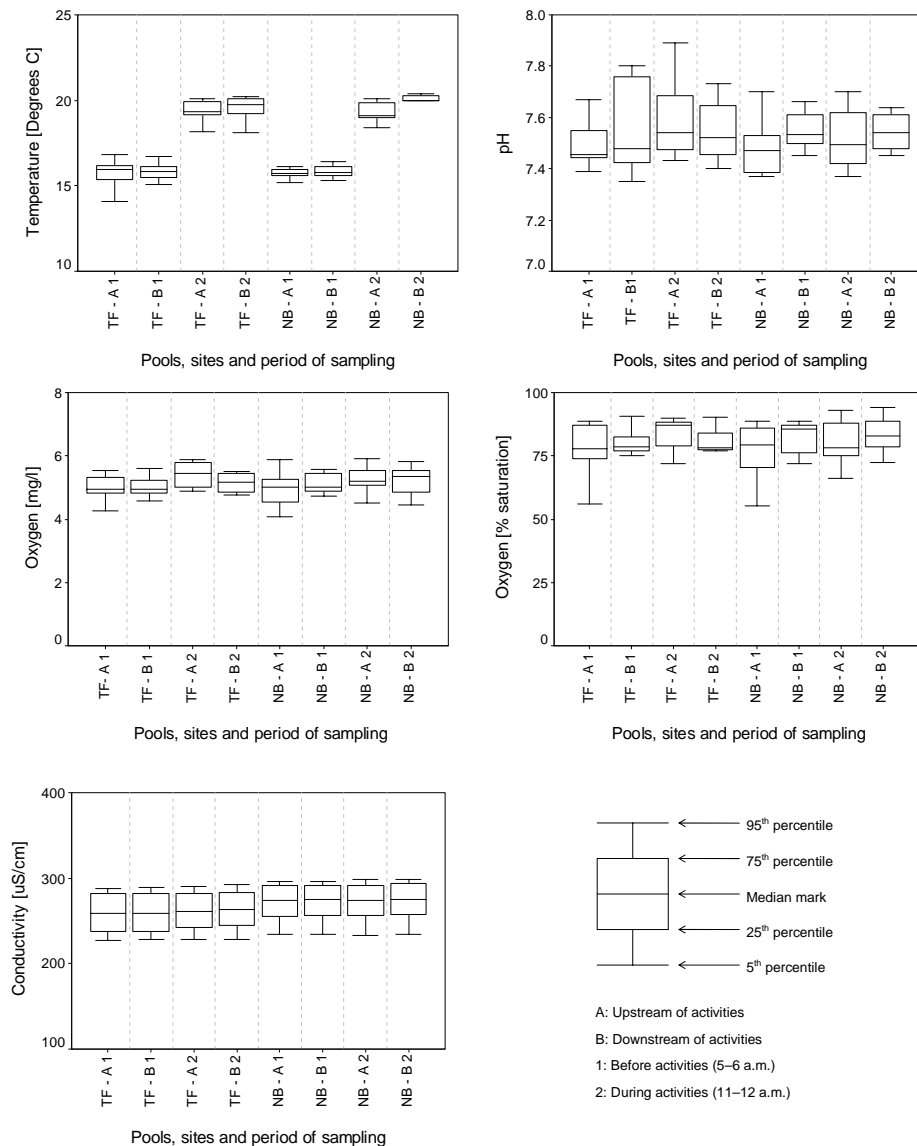 Temperature [Degrees C]
25
20
15
10
TF - A 1
TF - B 1
TF - A 2
TF - B 2
NB - A 1
NB - B 1
NB - A 2
NB - B 2
Pools, sites and period of sampling
pH
8.0
7.8
7.6
7.4
7.2
7.0
TF - A 1
TF - B1
TF - A 2
TF - B 2
NB - A 1
NB - B 1
NB - A 2
NB - B 2
Pools, sites and period of sampling
Oxygen [mg/l]
8
6
4
2
0
TF- A 1
TF - B 1
TF - A 2
TF - B 2
NB - A 1
NB - B 1
NB - A 2
NB - B 2
Pools, sites and period of sampling
Oxygen [% saturation]
100
75
50
25
0
TF - A 1
TF - B 1
TF - A 2
TF - B 2
NB - A 1
NB - B 1
NB - A 2
NB - B 2
Pools, sites and period of sampling
Conductivity [uS/cm]
400
300
200
100
TF - A 1
TF - B 1
TF - A 2
TF - B 2
NB - A 1
NB - B 1
NB - A 2
NB - B 2
Pools, sites and period of sampling
95th percentile
75th percentile
Median mark
25th percentile
5th percentile
A: Upstream of activities
B: Downstream of activities
1: Before activities (5–6 a.m.)
2: During activities (11–12 a.m.)